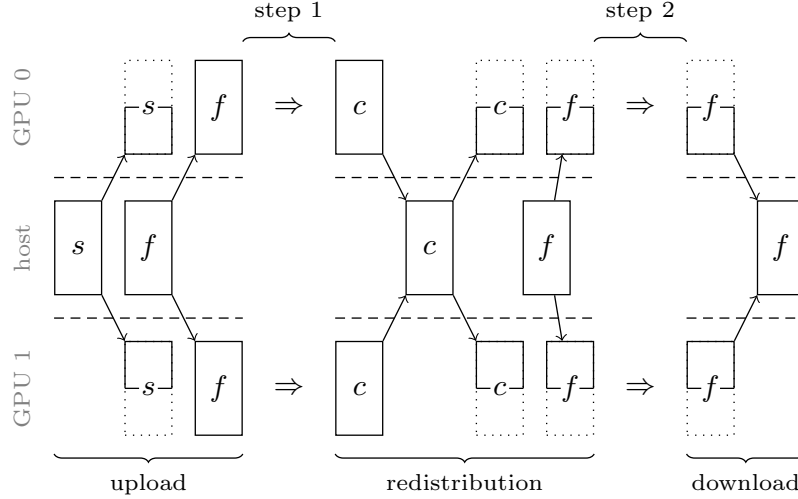 step 1
step 2
GPU 0
s
f
⇒
c
c
f
⇒
f
host
s
f
c
f
f
GPU 1
s
f
⇒
c
c
f
⇒
f
upload
redistribution
download